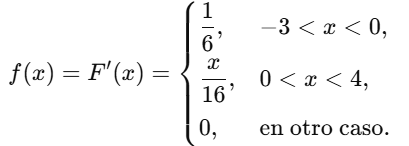 f(x) = F'(x) = { 1/6, −3 < x < 0,
x/16, 0 < x < 4,
0, en otro caso.